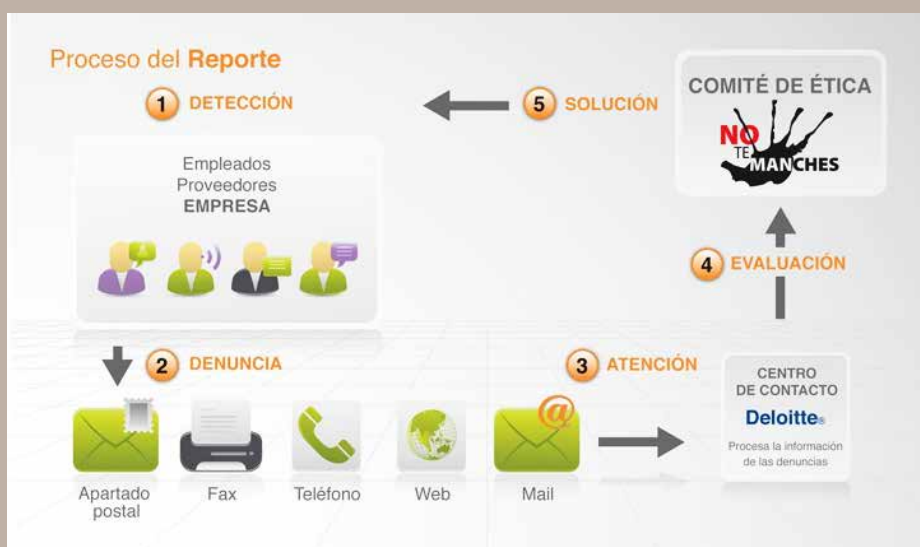 Proceso del Reporte
1 DETECCIÓN
Empleados
Proveedores
EMPRESA
2 DENUNCIA
Apartado
postal
Fax
Teléfono
Web
@
Mail
3 ATENCIÓN
CENTRO
DE CONTACTO
Deloitte®
Procesa la información
de las denuncias
4 EVALUACIÓN
COMITÉ DE ÉTICA
NO
TE
MANCHES
5 SOLUCIÓN